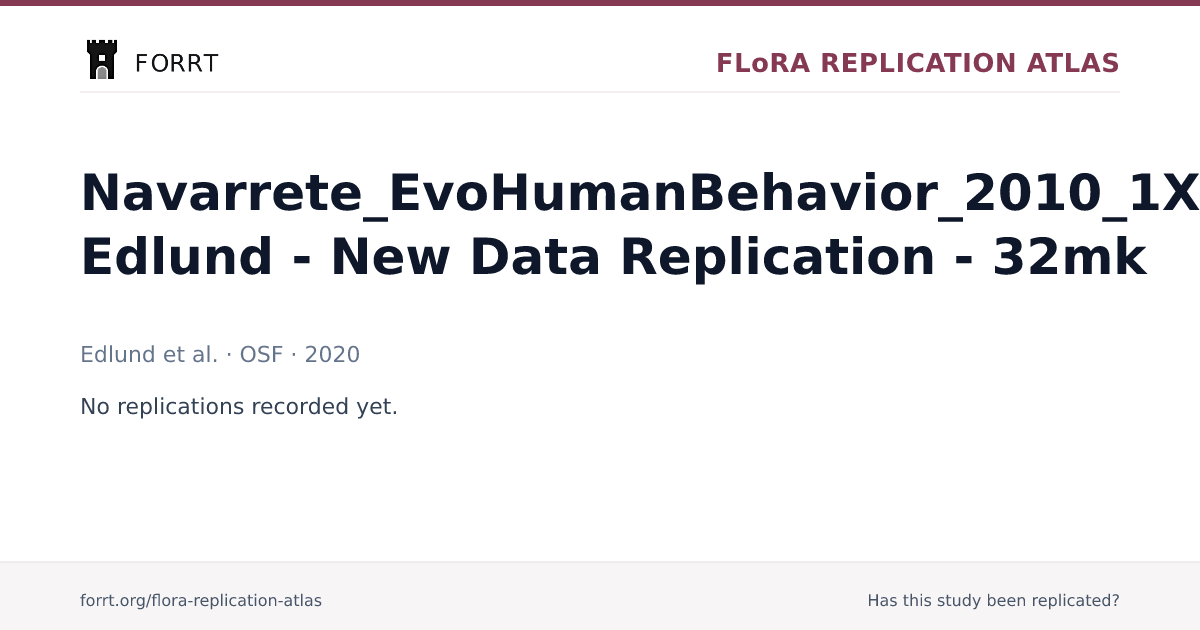 FORRT
FLoRA REPLICATION ATLAS
Navarrete_EvoHumanBehavior_2010_1X
Edlund - New Data Replication - 32mk
Edlund et al. · OSF · 2020
No replications recorded yet.
forrt.org/flora-replication-atlas
Has this study been replicated?